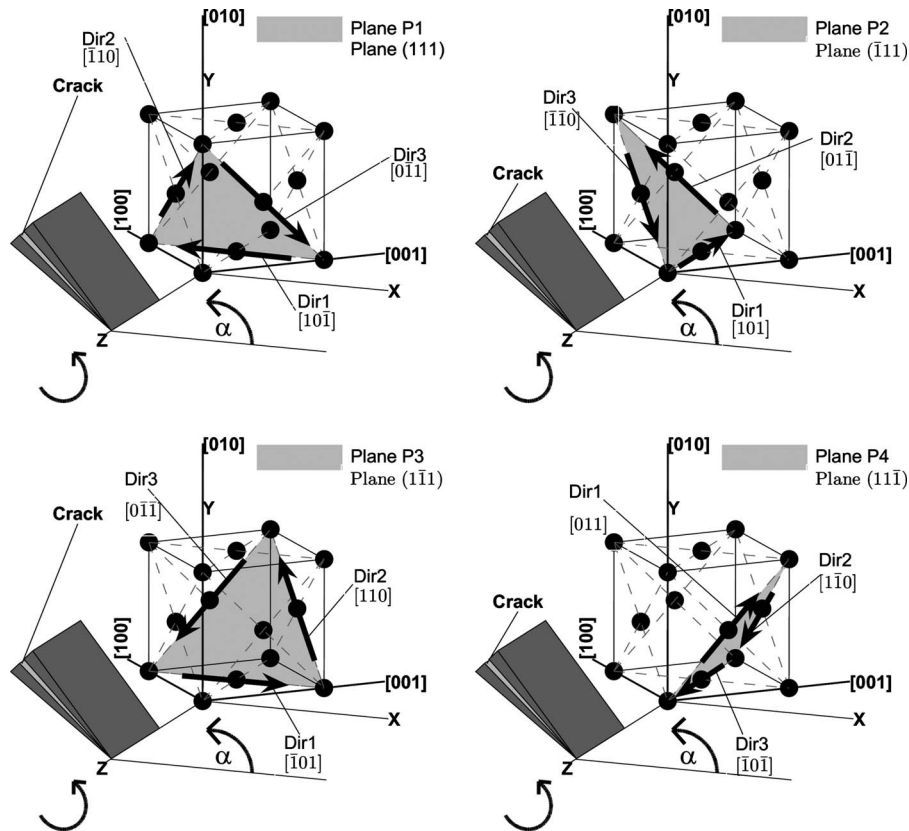 [010]
Plane P1
Plane (111)
Dir2
[1̄10]
Y
Crack
Dir3
[01̄1]
[100]
[001]
X
Dir1
[101̄]
α
Z
[010]
Plane P2
Plane (1̄11)
Y
Dir3
[1̄1̄0]
Dir2
[011̄]
Crack
[100]
[001]
X
Dir1
[101]
α
Z
[010]
Plane P3
Plane (11̄1)
Dir3
[01̄1̄]
Y
Crack
Dir2
[110]
[100]
[001]
X
Dir1
[1̄01]
α
Z
[010]
Plane P4
Plane (111̄)
Dir1
[011]
Y
Dir2
[11̄0]
Crack
[100]
[001]
X
Dir3
[1̄01̄]
α
Z